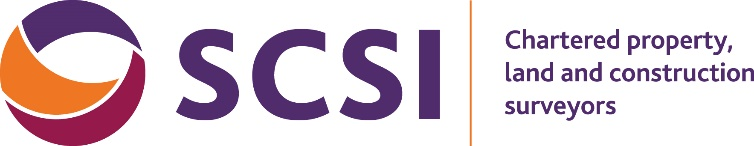 SCSI
Chartered property,
land and construction
surveyors